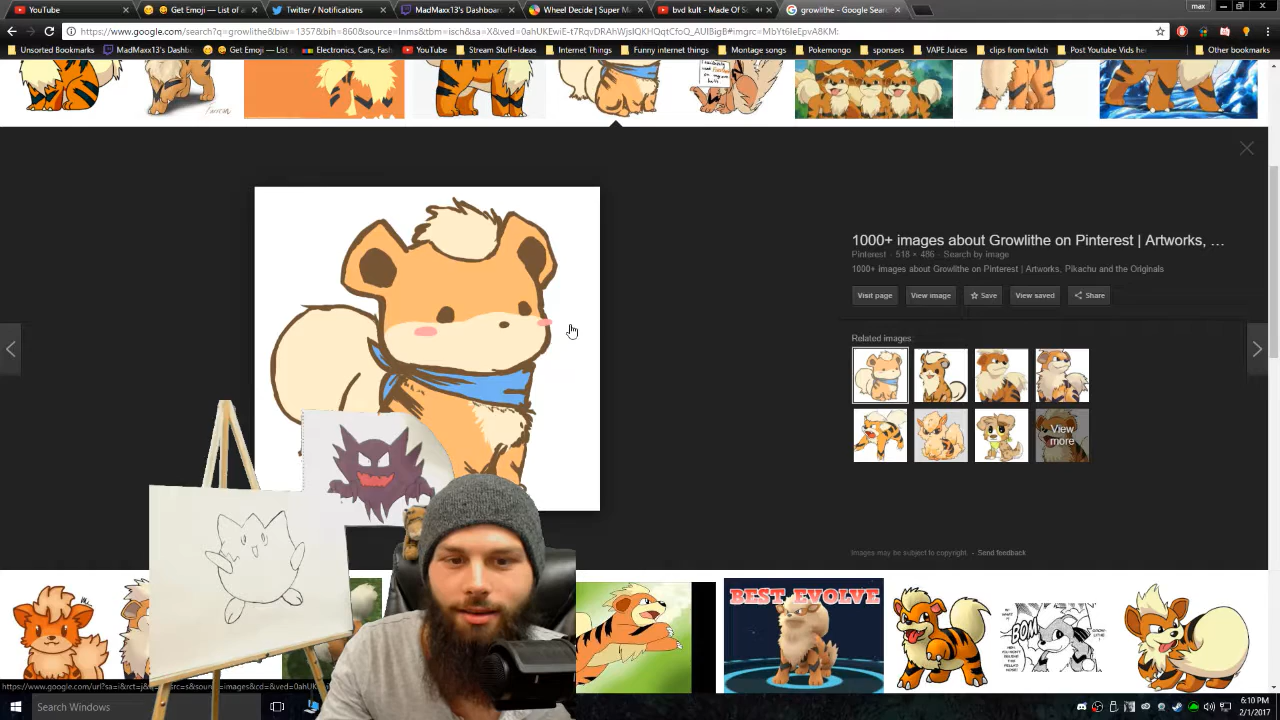 YouTube
😊 Get Emoji — List of a
Twitter / Notifications
MadMaxx13's Dashboard
Wheel Decide | Super M
bvd kult - Made Of S
growlithe - Google Sear
max
Unsorted Bookmarks
MadMaxx13's Dashb
😊 Get Emoji — List of
Electronics, Cars, Fash
YouTube
Stream Stuff+Ideas
Internet Things
Funny internet things
Montage songs
Pokemongo
sponsers
VAPE Juices
clips from twitch
Post Youtube Vids her
Other bookmarks
1000+ images about Growlithe on Pinterest | Artworks, ...
Pinterest - 518 × 486 - Search by image
1000+ images about Growlithe on Pinterest | Artworks, Pikachu and the Originals
Visit page
View image
Save
View saved
Share
Related images:
View more
Images may be subject to copyright. - Send feedback
BEST EVOLVE
BOM
Search Windows
6:10 PM
2/1/2017